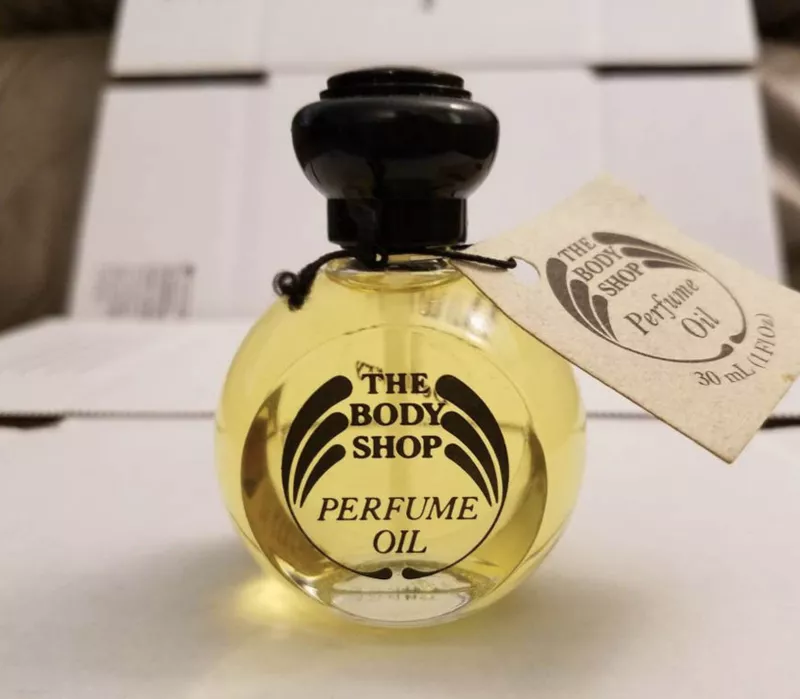 THE
BODY
SHOP
PERFUME
OIL
THE
BODY
SHOP
Perfume
Oil
30 mL (1 Fl Oz)